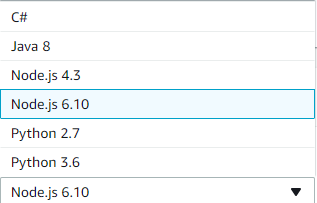 C#
Java 8
Node.js 4.3
Node.js 6.10
Python 2.7
Python 3.6
Node.js 6.10